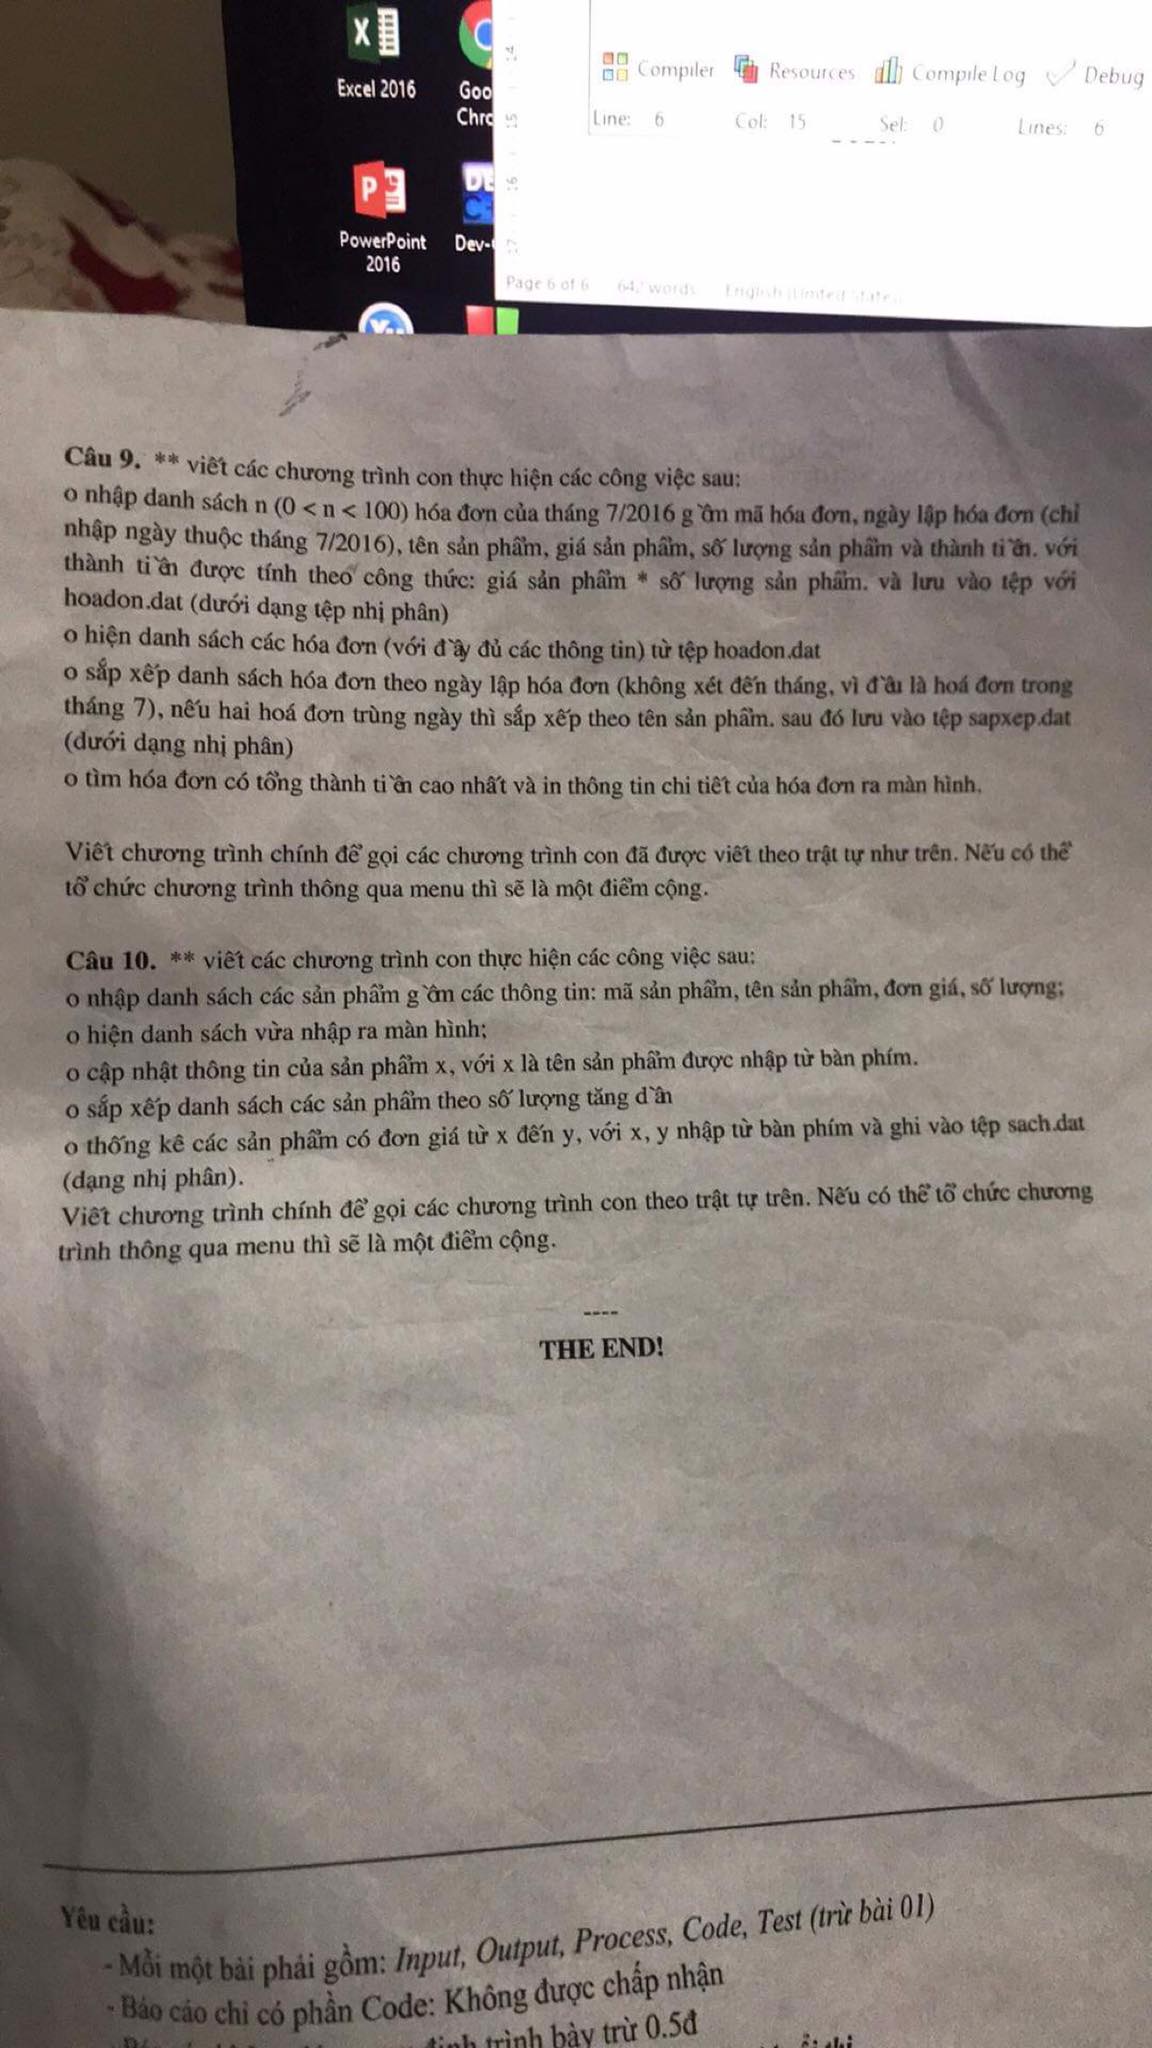 Excel 2016
Goo
Chro
PowerPoint
2016
Dev-
14
15
16
17
Compiler Resources Compile Log Debug
Line: 6 Col: 15 Sel: 0 Lines: 6
Page 6 of 6 words English
Câu 9. ** viết các chương trình con thực hiện các công việc sau:
o nhập danh sách n (0 < n < 100) hóa đơn của tháng 7/2016 g`ôm mã hóa đơn, ngày lập hóa đơn (chỉ
nhập ngày thuộc tháng 7/2016), tên sản phẩm, giá sản phẩm, số lượng sản phẩm và thành ti`ên. với
thành ti`ên được tính theo công thức: giá sản phẩm * số lượng sản phẩm. và lưu vào tệp với
hoadon.dat (dưới dạng tệp nhị phân)
o hiện danh sách các hóa đơn (với đ`ây đủ các thông tin) từ tệp hoadon.dat
o sắp xếp danh sách hóa đơn theo ngày lập hóa đơn (không xét đến tháng, vì đ`êu là hoá đơn trong
tháng 7), nếu hai hoá đơn trùng ngày thì sắp xếp theo tên sản phẩm. sau đó lưu vào tệp sapxep.dat
(dưới dạng nhị phân)
o tìm hóa đơn có tổng thành ti`ên cao nhất và in thông tin chi tiết của hóa đơn ra màn hình.
Viết chương trình chính để gọi các chương trình con đã được viết theo trật tự như trên. Nếu có thể
tổ chức chương trình thông qua menu thì sẽ là một điểm cộng.
Câu 10. ** viết các chương trình con thực hiện các công việc sau:
o nhập danh sách các sản phẩm g`ôm các thông tin: mã sản phẩm, tên sản phẩm, đơn giá, số lượng;
o hiện danh sách vừa nhập ra màn hình;
o cập nhật thông tin của sản phẩm x, với x là tên sản phẩm được nhập từ bàn phím.
o sắp xếp danh sách các sản phẩm theo số lượng tăng d`ân
o thống kê các sản phẩm có đơn giá từ x đến y, với x, y nhập từ bàn phím và ghi vào tệp sach.dat
(dạng nhị phân).
Viết chương trình chính để gọi các chương trình con theo trật tự trên. Nếu có thể tổ chức chương
trình thông qua menu thì sẽ là một điểm cộng.
----
THE END!
Yêu cầu:
- Mỗi một bài phải gồm: Input, Output, Process, Code, Test (trừ bài 01)
- Báo cáo chỉ có phần Code: Không được chấp nhận
định trình bày trừ 0.5đ